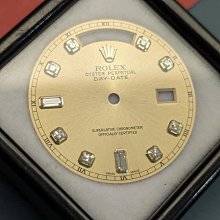 ROLEX
OYSTER PERPETUAL
DAY-DATE
SUPERLATIVE CHRONOMETER
OFFICIALLY CERTIFIED